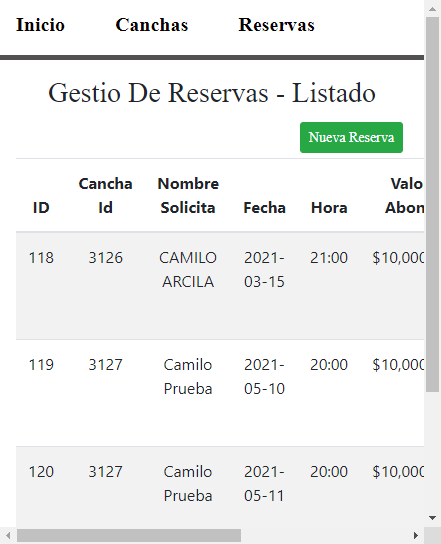 Inicio Canchas Reservas
Gestio De Reservas - Listado
Nueva Reserva
Cancha Nombre Valo
ID Id Solicita Fecha Hora Abon
118 3126 CAMILO 2021- 21:00 $10,000
ARCILA 03-15
119 3127 Camilo 2021- 20:00 $10,000
Prueba 05-10
120 3127 Camilo 2021- 20:00 $10,000
Prueba 05-11